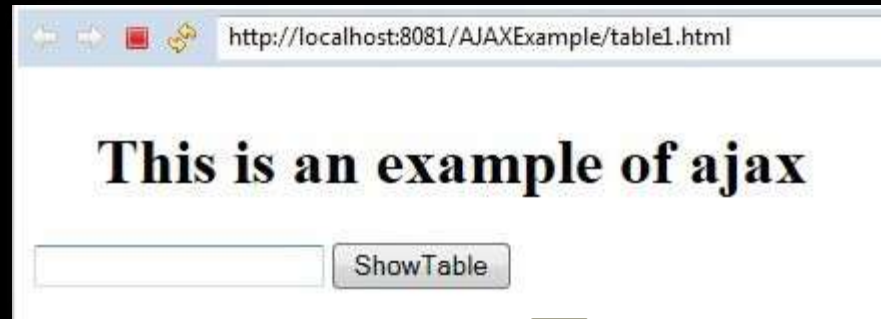 http://localhost:8081/AJAXExample/table1.html
This is an example of ajax
ShowTable